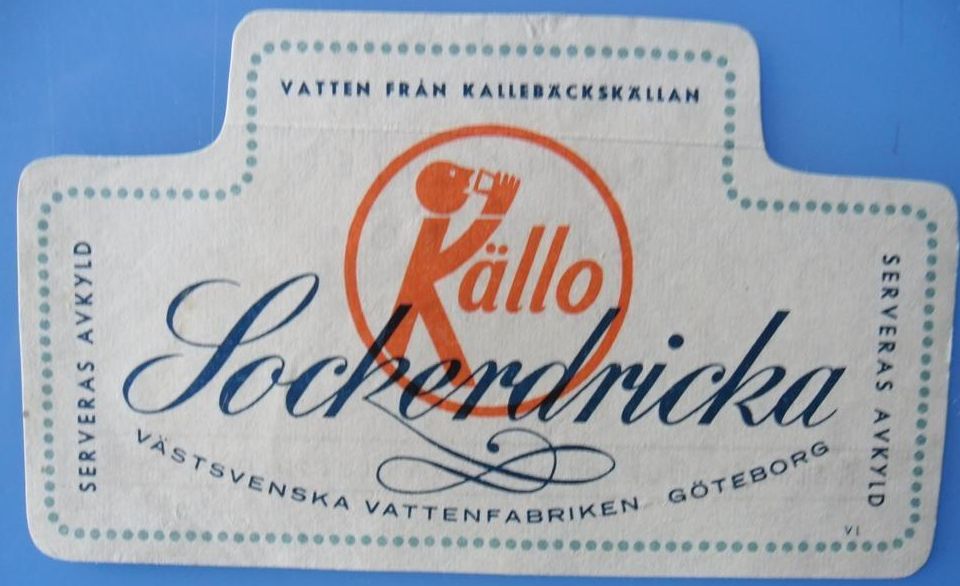 VATTEN FRÅN KALLEBÄCKSKÄLLAN
Källo
SERVERAS AVKYLD
Sockerdricka
SERVERAS AVKYLD
VÄSTSVENSKA VATTENFABRIKEN GÖTEBORG
VI